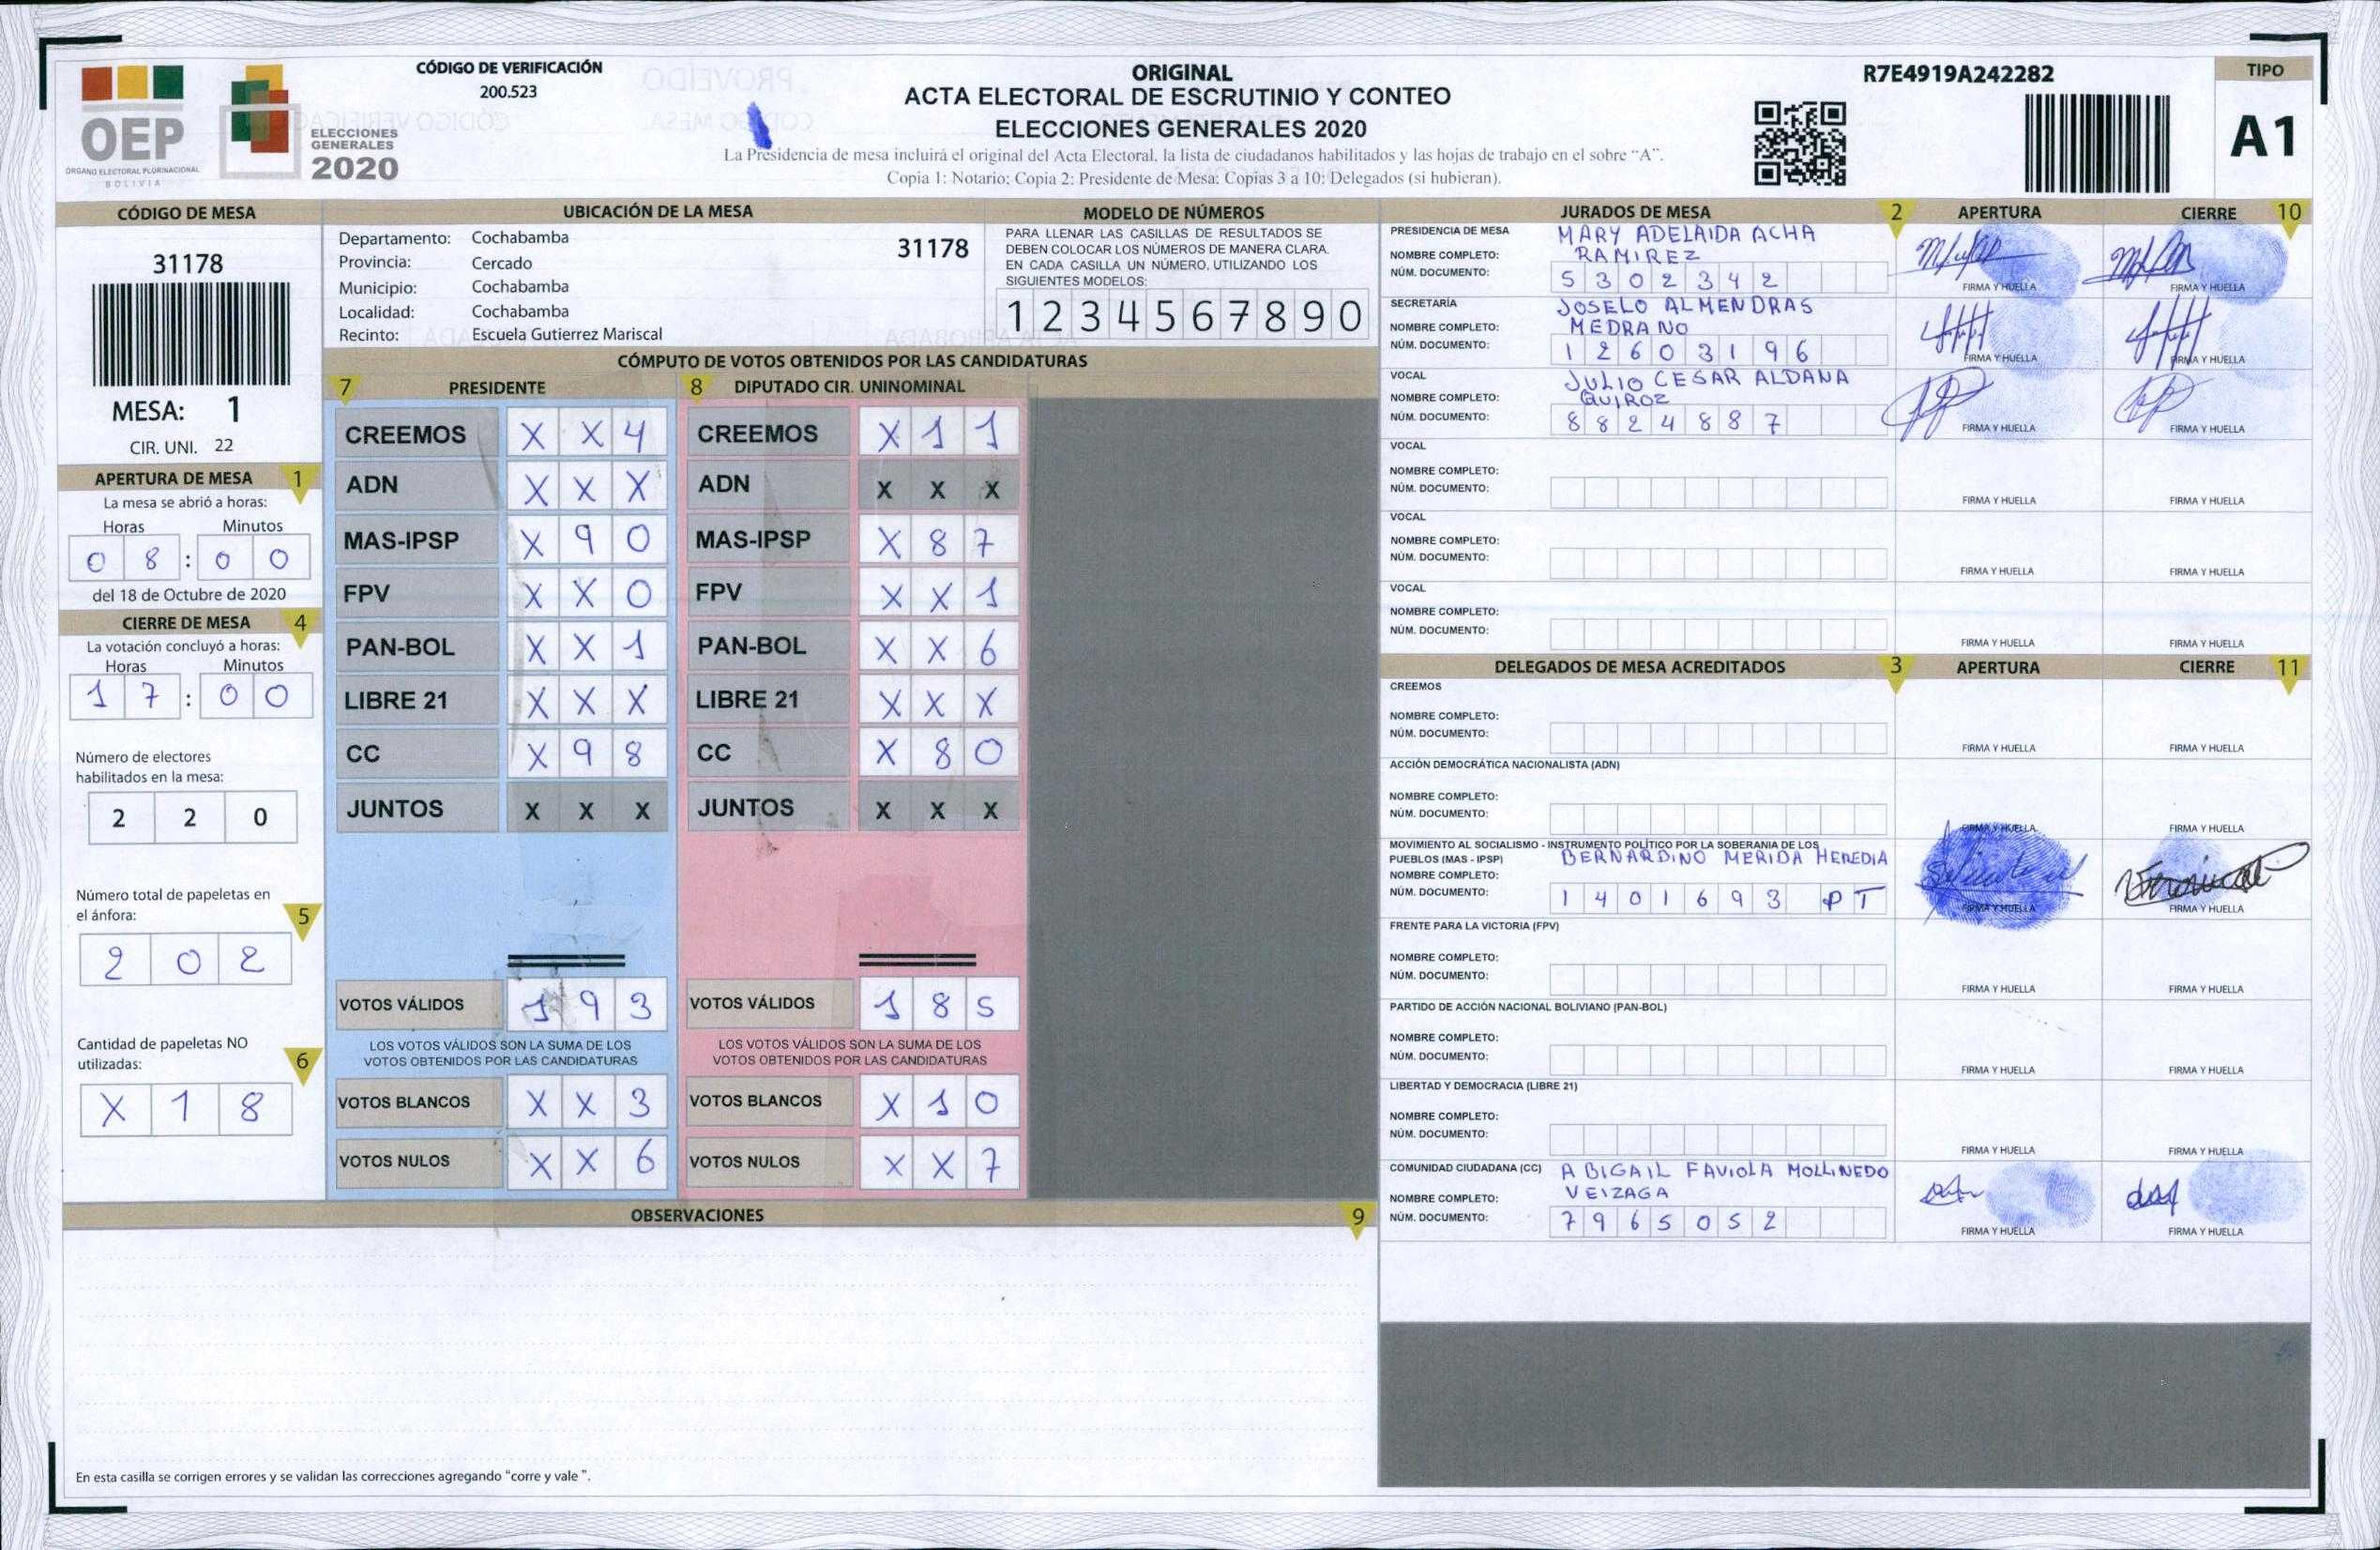 OEP
ÓRGANO ELECTORAL PLURINACIONAL
BOLIVIA
ELECCIONES
GENERALES
2020
CÓDIGO DE VERIFICACIÓN
200.523
ORIGINAL
ACTA ELECTORAL DE ESCRUTINIO Y CONTEO
ELECCIONES GENERALES 2020
La Presidencia de mesa incluirá el original del Acta Electoral, la lista de ciudadanos habilitados y las hojas de trabajo en el sobre “A”.
Copia 1: Notario; Copia 2: Presidente de Mesa; Copias 3 a 10: Delegados (si hubieran).
R7E4919A242282
TIPO
A1
CÓDIGO DE MESA
31178
MESA: 1
CIR. UNI. 22
APERTURA DE MESA 1
La mesa se abrió a horas:
Horas Minutos
0 8 : 0 0
del 18 de Octubre de 2020
CIERRE DE MESA 4
La votación concluyó a horas:
Horas Minutos
1 7 : 0 0
Número de electores
habilitados en la mesa:
2 2 0
Número total de papeletas en
el ánfora: 5
2 0 2
Cantidad de papeletas NO
utilizadas: 6
X 1 8
UBICACIÓN DE LA MESA
Departamento: Cochabamba
31178
Provincia: Cercado
Municipio: Cochabamba
Localidad: Cochabamba
Recinto: Escuela Gutierrez Mariscal
MODELO DE NÚMEROS
PARA LLENAR LAS CASILLAS DE RESULTADOS SE
DEBEN COLOCAR LOS NÚMEROS DE MANERA CLARA.
EN CADA CASILLA UN NÚMERO, UTILIZANDO LOS
SIGUIENTES MODELOS:
1 2 3 4 5 6 7 8 9 0
CÓMPUTO DE VOTOS OBTENIDOS POR LAS CANDIDATURAS
7 PRESIDENTE
CREEMOS X X 4
ADN X X X
MAS-IPSP X 9 0
FPV X X 0
PAN-BOL X X 1
LIBRE 21 X X X
CC X 9 8
JUNTOS X X X
VOTOS VÁLIDOS 1 9 3
LOS VOTOS VÁLIDOS SON LA SUMA DE LOS
VOTOS OBTENIDOS POR LAS CANDIDATURAS
VOTOS BLANCOS X X 3
VOTOS NULOS X X 6
8 DIPUTADO CIR. UNINOMINAL
CREEMOS X 1 1
ADN X X X
MAS-IPSP X 8 7
FPV X X 1
PAN-BOL X X 6
LIBRE 21 X X X
CC X 8 0
JUNTOS X X X
VOTOS VÁLIDOS 1 8 5
LOS VOTOS VÁLIDOS SON LA SUMA DE LOS
VOTOS OBTENIDOS POR LAS CANDIDATURAS
VOTOS BLANCOS X 1 0
VOTOS NULOS X X 7
OBSERVACIONES 9
En esta casilla se corrigen errores y se validan las correcciones agregando “corre y vale ”.
JURADOS DE MESA 2 APERTURA CIERRE 10
PRESIDENCIA DE MESA MARY ADELAIDA ACHA
NOMBRE COMPLETO: RAMIREZ
NÚM. DOCUMENTO: 5 3 0 2 3 4 2
FIRMA Y HUELLA FIRMA Y HUELLA
SECRETARÍA JOSELO ALMENDRAS
NOMBRE COMPLETO: MEDRANO
NÚM. DOCUMENTO: 1 2 6 0 3 1 9 6
FIRMA Y HUELLA FIRMA Y HUELLA
VOCAL JULIO CESAR ALDANA
NOMBRE COMPLETO: QUIROZ
NÚM. DOCUMENTO: 8 8 2 4 8 8 7
FIRMA Y HUELLA FIRMA Y HUELLA
VOCAL
NOMBRE COMPLETO:
NÚM. DOCUMENTO:
FIRMA Y HUELLA FIRMA Y HUELLA
VOCAL
NOMBRE COMPLETO:
NÚM. DOCUMENTO:
FIRMA Y HUELLA FIRMA Y HUELLA
VOCAL
NOMBRE COMPLETO:
NÚM. DOCUMENTO:
FIRMA Y HUELLA FIRMA Y HUELLA
DELEGADOS DE MESA ACREDITADOS 3 APERTURA CIERRE 11
CREEMOS
NOMBRE COMPLETO:
NÚM. DOCUMENTO:
FIRMA Y HUELLA FIRMA Y HUELLA
ACCIÓN DEMOCRÁTICA NACIONALISTA (ADN)
NOMBRE COMPLETO:
NÚM. DOCUMENTO:
FIRMA Y HUELLA FIRMA Y HUELLA
MOVIMIENTO AL SOCIALISMO - INSTRUMENTO POLÍTICO POR LA SOBERANIA DE LOS
PUEBLOS (MAS - IPSP) BERNARDINO MERIDA HEREDIA
NOMBRE COMPLETO:
NÚM. DOCUMENTO: 1 4 0 1 6 9 3 PT
FIRMA Y HUELLA FIRMA Y HUELLA
FRENTE PARA LA VICTORIA (FPV)
NOMBRE COMPLETO:
NÚM. DOCUMENTO:
FIRMA Y HUELLA FIRMA Y HUELLA
PARTIDO DE ACCIÓN NACIONAL BOLIVIANO (PAN-BOL)
NOMBRE COMPLETO:
NÚM. DOCUMENTO:
FIRMA Y HUELLA FIRMA Y HUELLA
LIBERTAD Y DEMOCRACIA (LIBRE 21)
NOMBRE COMPLETO:
NÚM. DOCUMENTO:
FIRMA Y HUELLA FIRMA Y HUELLA
COMUNIDAD CIUDADANA (CC) ABIGAIL FAVIOLA MOLLINEDO
NOMBRE COMPLETO: VEIZAGA
NÚM. DOCUMENTO: 7 9 6 5 0 5 2
FIRMA Y HUELLA FIRMA Y HUELLA